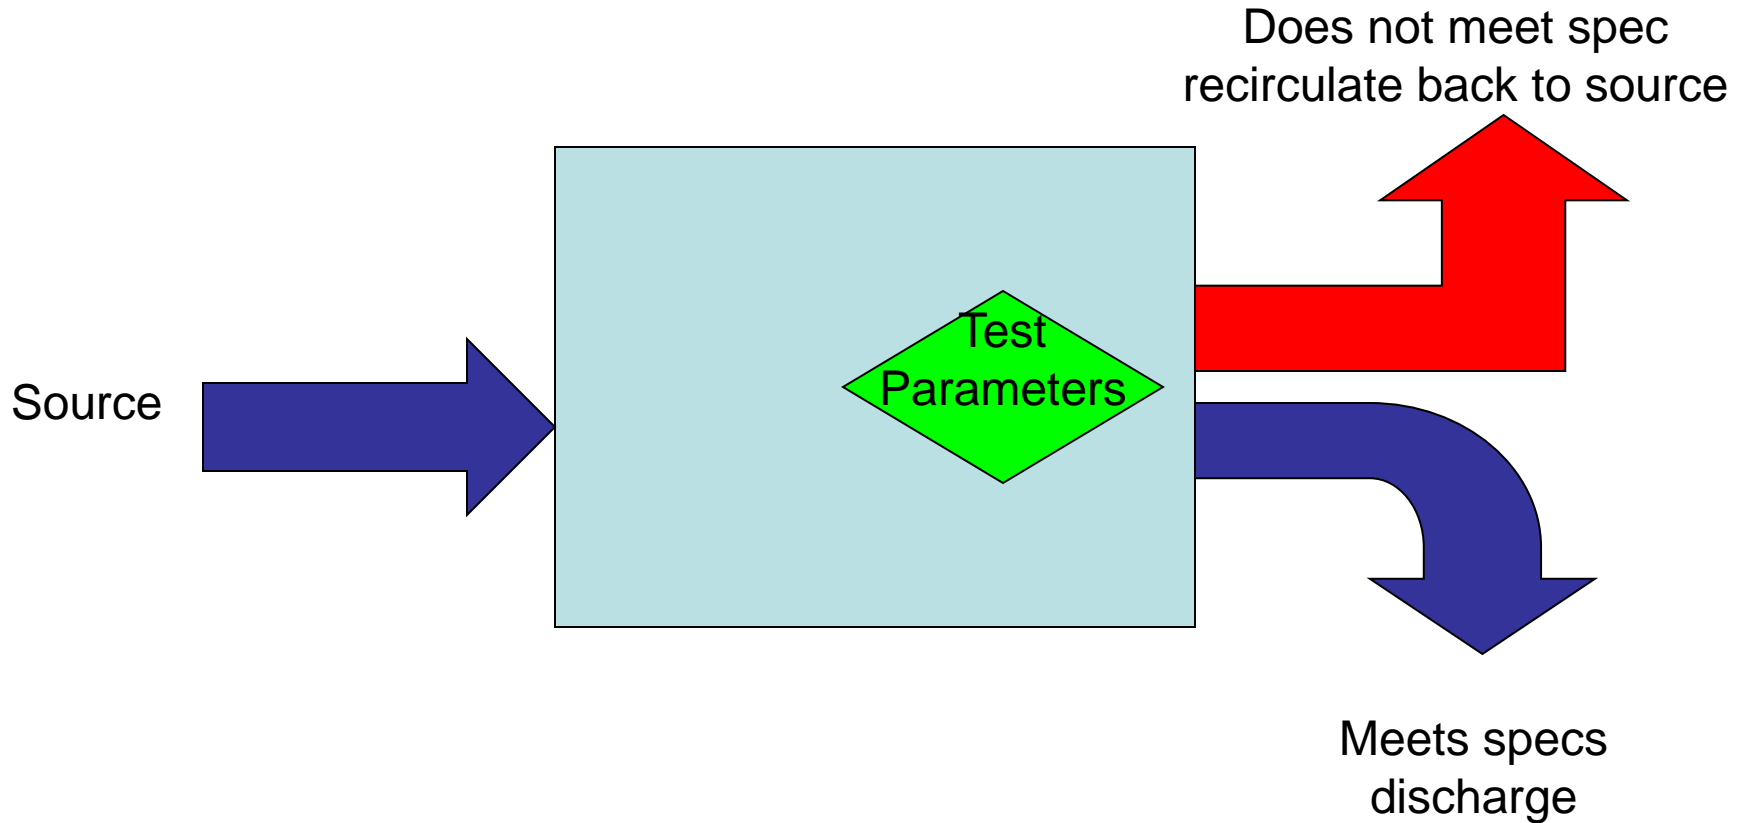 Does not meet spec
recirculate back to source
Test
Parameters
Source
Meets specs
discharge